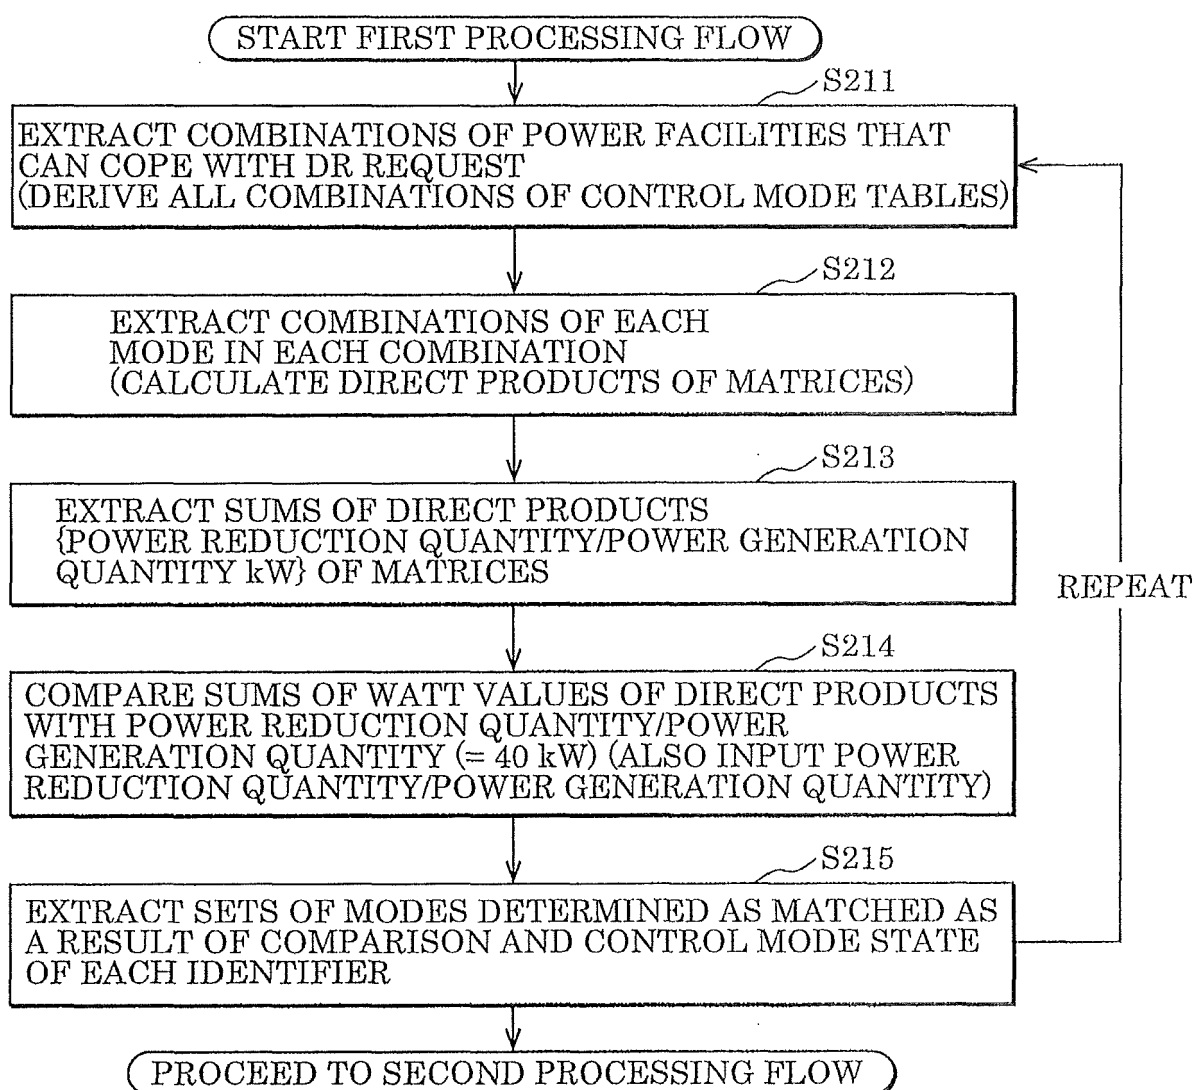 START FIRST PROCESSING FLOW
S211
EXTRACT COMBINATIONS OF POWER FACILITIES THAT
CAN COPE WITH DR REQUEST
(DERIVE ALL COMBINATIONS OF CONTROL MODE TABLES)
S212
EXTRACT COMBINATIONS OF EACH
MODE IN EACH COMBINATION
(CALCULATE DIRECT PRODUCTS OF MATRICES)
S213
EXTRACT SUMS OF DIRECT PRODUCTS
{POWER REDUCTION QUANTITY/POWER GENERATION
QUANTITY kW} OF MATRICES
REPEAT
S214
COMPARE SUMS OF WATT VALUES OF DIRECT PRODUCTS
WITH POWER REDUCTION QUANTITY/POWER
GENERATION QUANTITY (= 40 kW) (ALSO INPUT POWER
REDUCTION QUANTITY/POWER GENERATION QUANTITY)
S215
EXTRACT SETS OF MODES DETERMINED AS MATCHED AS
A RESULT OF COMPARISON AND CONTROL MODE STATE
OF EACH IDENTIFIER
PROCEED TO SECOND PROCESSING FLOW